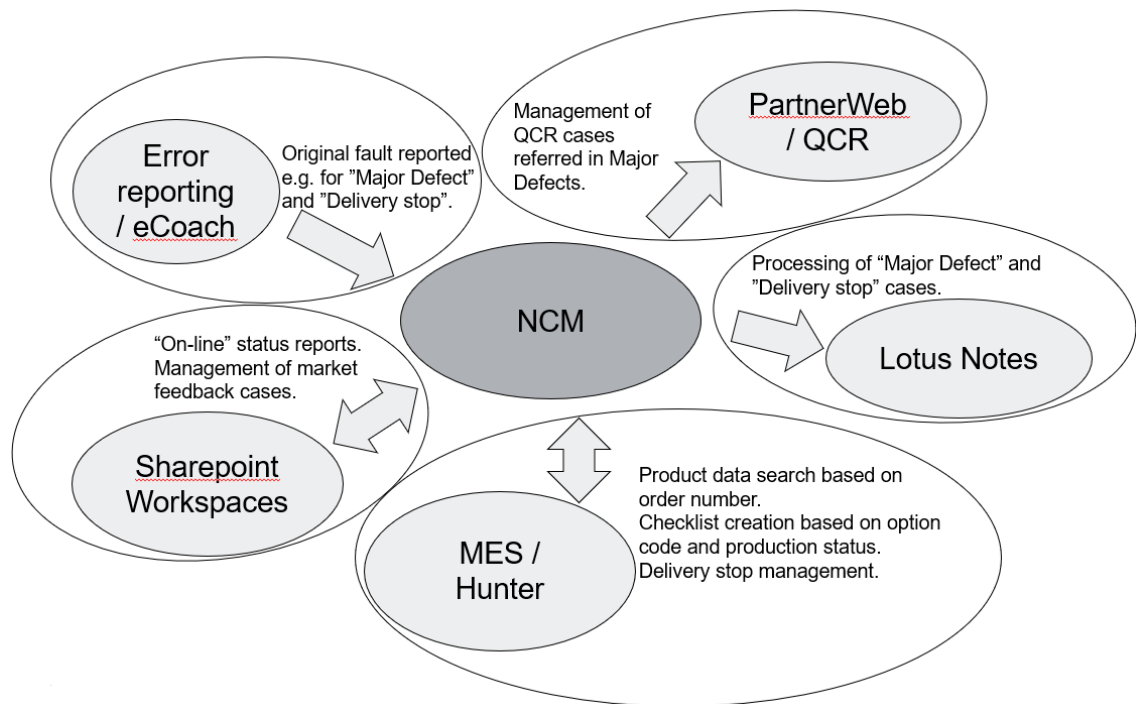 Error
reporting
/ eCoach
Original fault reported
e.g. for ”Major Defect”
and ”Delivery stop”.
Management of
QCR cases
referred in Major
Defects.
PartnerWeb
/ QCR
NCM
Processing of “Major Defect” and
”Delivery stop” cases.
Lotus Notes
“On-line” status reports.
Management of market
feedback cases.
Sharepoint
Workspaces
MES /
Hunter
Product data search based on
order number.
Checklist creation based on option
code and production status.
Delivery stop management.